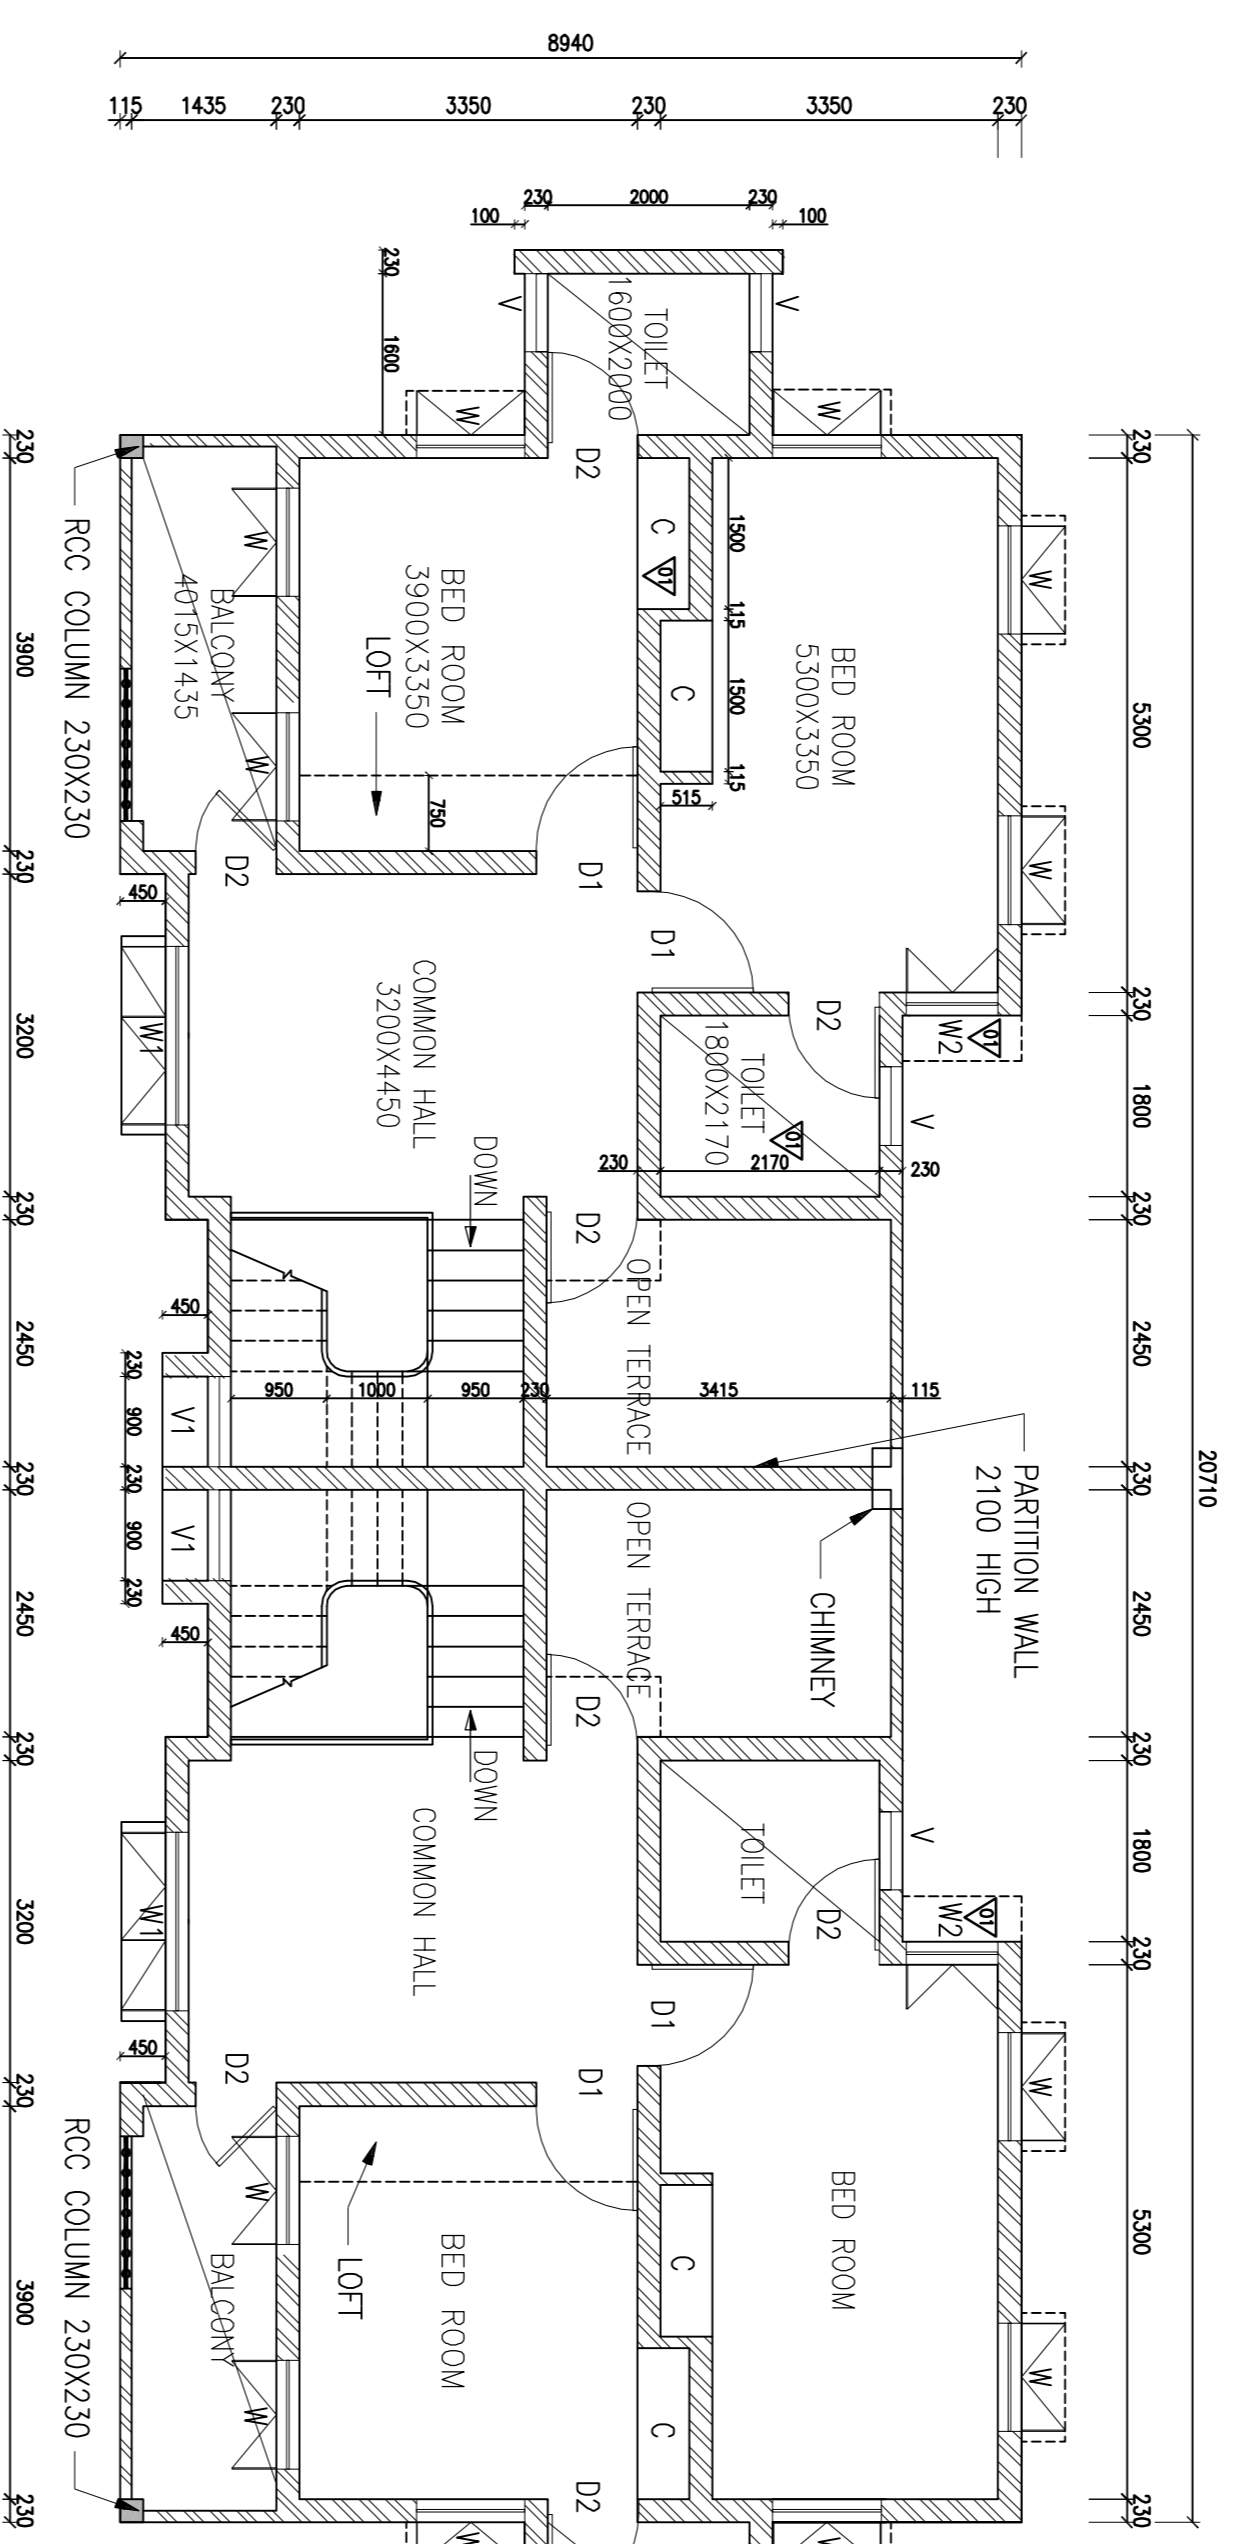 8940
115
1435
230
3350
230
3350
230
230
2000
230
100
100
230
1600
V
TOILET
1600X2000
V
W
W
D2
230
3900
230
3200
230
2450
230
2450
230
3200
230
3900
230
230
5300
230
1800
230
2450
230
2450
230
1800
230
5300
230
20710
RCC COLUMN 230X230
BALCONY
4015X1435
W
W
D2
BED ROOM
3900X3350
LOFT
750
C
01
C
1500
115
1500
115
515
BED ROOM
5300X3350
W
W
D1
D1
D2
W2
01
450
W1
COMMON HALL
3200X4450
DOWN
TOILET
1800X2170
01
V
230
2170
230
D2
OPEN TERRACE
450
230
900
230
900
230
V1
V1
950
1000
950
230
3415
115
PARTITION WALL
2100 HIGH
CHIMNEY
OPEN TERRACE
450
D2
DOWN
COMMON HALL
W1
450
TOILET
V
D2
W2
01
D1
D1
D2
W
W
BED ROOM
C
C
BED ROOM
LOFT
W
W
BALCONY
RCC COLUMN 230X230
D2
W
W